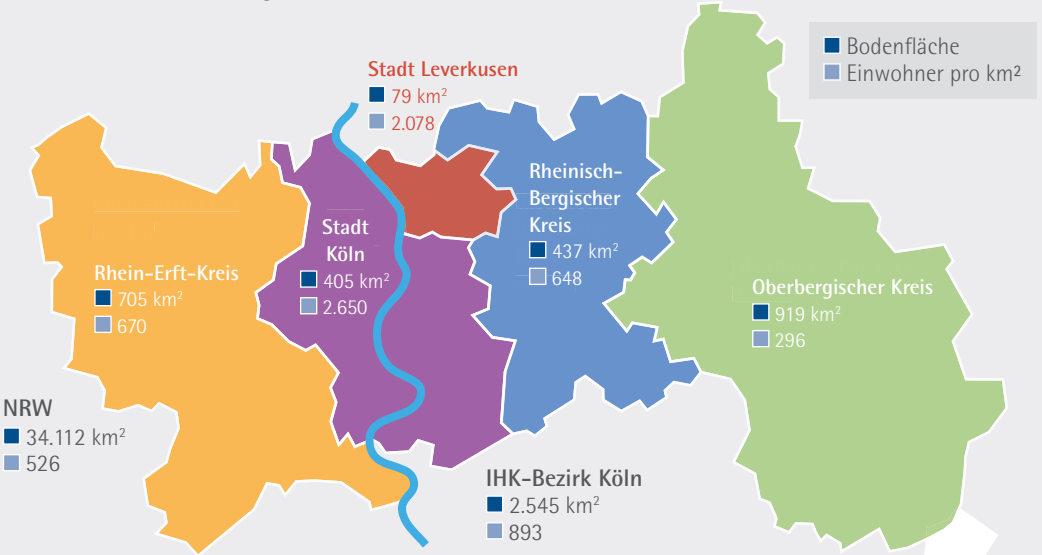 Bodenfläche
Einwohner pro km²
Stadt Leverkusen
79 km²
2.078
Rheinisch-
Bergischer
Kreis
437 km²
648
Stadt
Köln
405 km²
2.650
Rhein-Erft-Kreis
705 km²
670
Oberbergischer Kreis
919 km²
296
NRW
34.112 km²
526
IHK-Bezirk Köln
2.545 km²
893